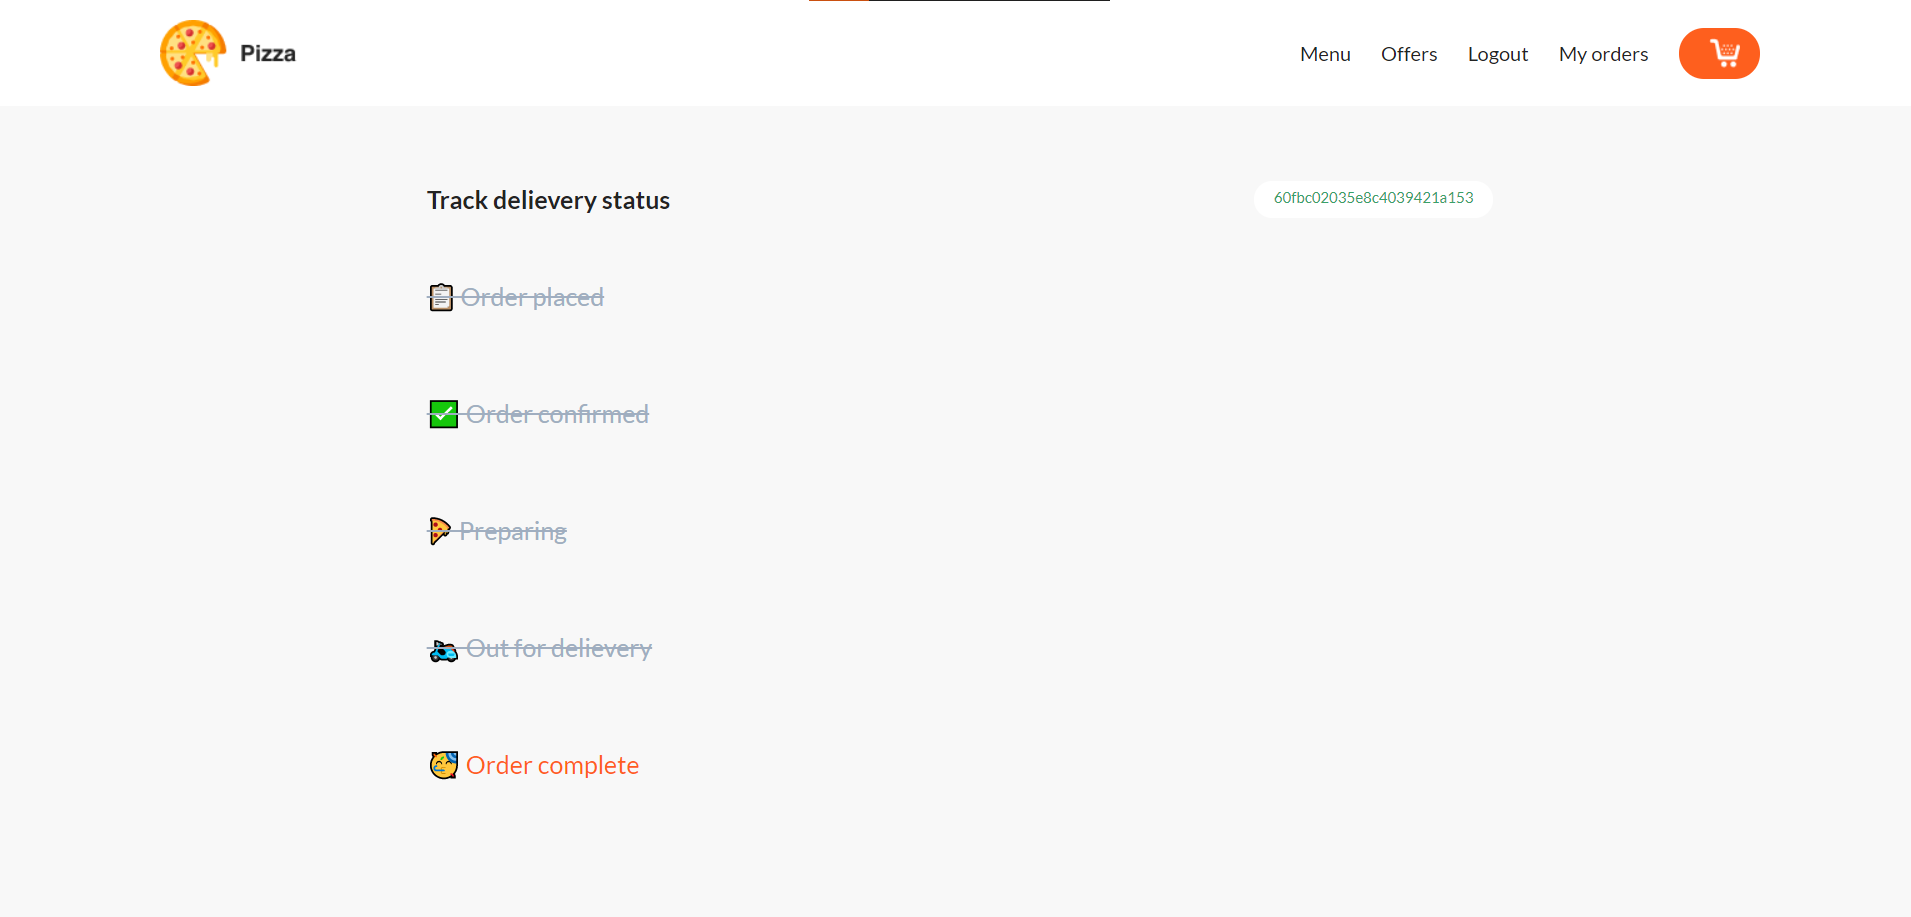 Pizza
Menu Offers Logout My orders
Track delievery status
60fbc02035e8c4039421a153
Order placed
Order confirmed
Preparing
Out for delievery
Order complete